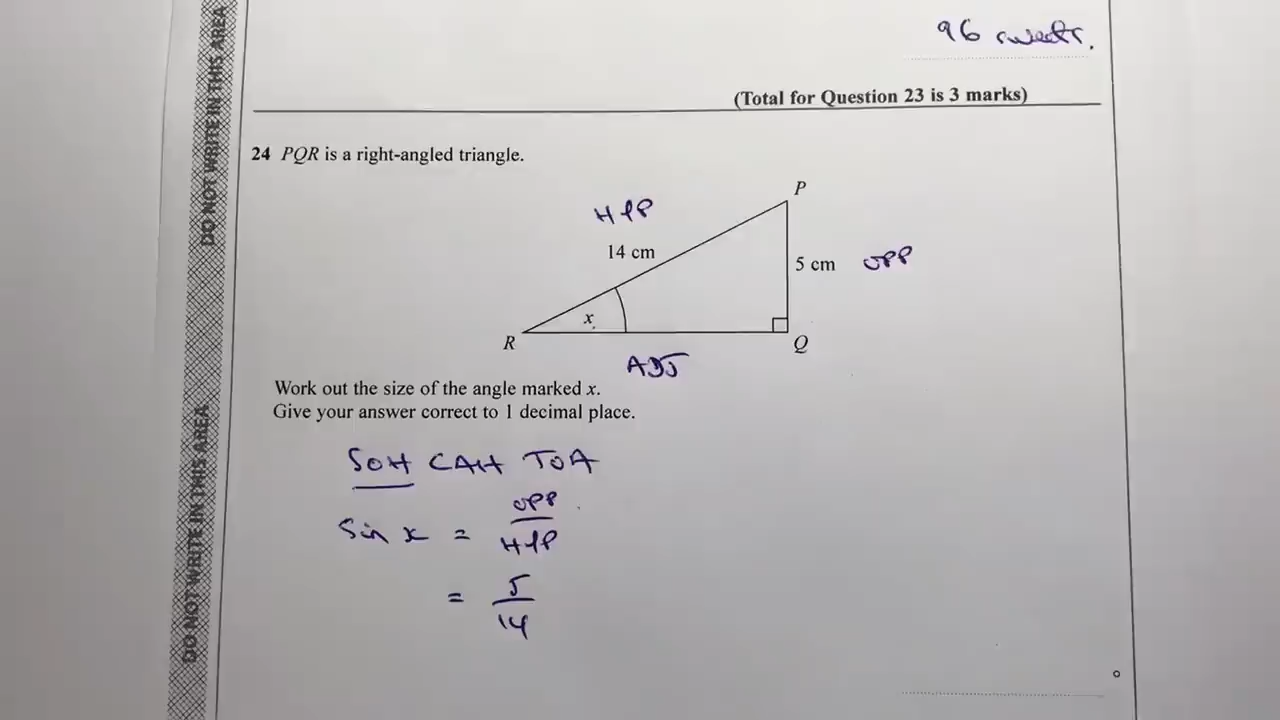 96 sweets.
(Total for Question 23 is 3 marks)
24 PQR is a right-angled triangle.
P
HYP
14 cm
5 cm OPP
x
R
Q
ADJ
Work out the size of the angle marked x.
Give your answer correct to 1 decimal place.
SOH CAH TOA
Sin x = OPP / HYP
= 5 / 14
°
DO NOT WRITE IN THIS AREA
DO NOT WRITE IN THIS AREA